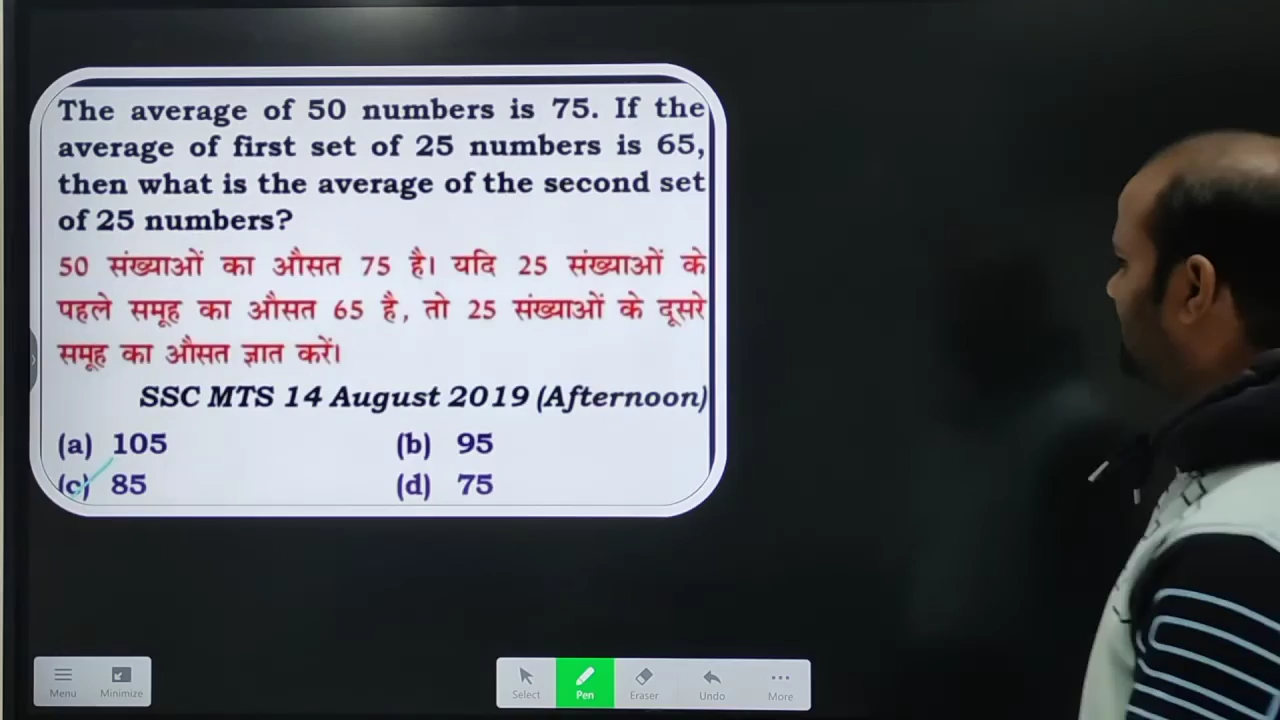 The average of 50 numbers is 75. If the
average of first set of 25 numbers is 65,
then what is the average of the second set
of 25 numbers?
50 संख्याओं का औसत 75 है। यदि 25 संख्याओं के
पहले समूह का औसत 65 है, तो 25 संख्याओं के दूसरे
समूह का औसत ज्ञात करें।
SSC MTS 14 August 2019 (Afternoon)
(a) 105 (b) 95
(c) 85 (d) 75
Menu Minimize Select Pen Eraser Undo More